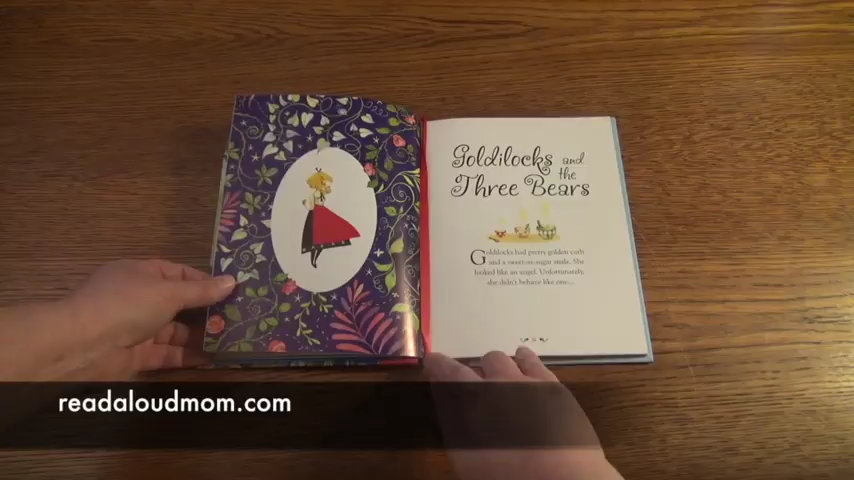 Goldilocks and
the
Three Bears
Goldilocks had pretty golden curls
and a sweet-as-sugar smile. She
looked like an angel. Unfortunately,
she didn't behave like one...
readaloudmom.com